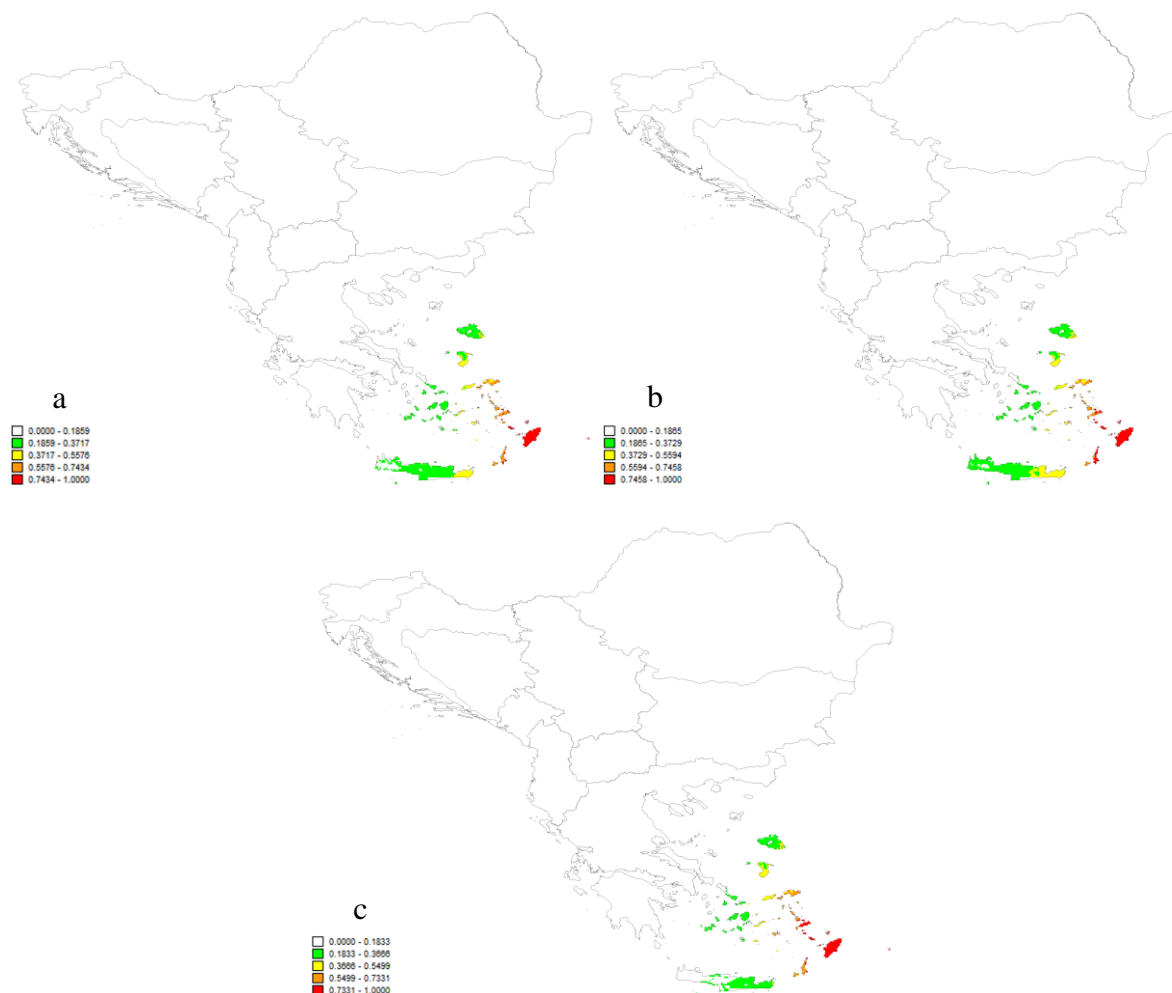 a
0.0000 - 0.1859
0.1859 - 0.3717
0.3717 - 0.5576
0.5576 - 0.7434
0.7434 - 1.0000
b
0.0000 - 0.1865
0.1865 - 0.3729
0.3729 - 0.5594
0.5594 - 0.7458
0.7458 - 1.0000
c
0.0000 - 0.1833
0.1833 - 0.3666
0.3666 - 0.5499
0.5499 - 0.7331
0.7331 - 1.0000